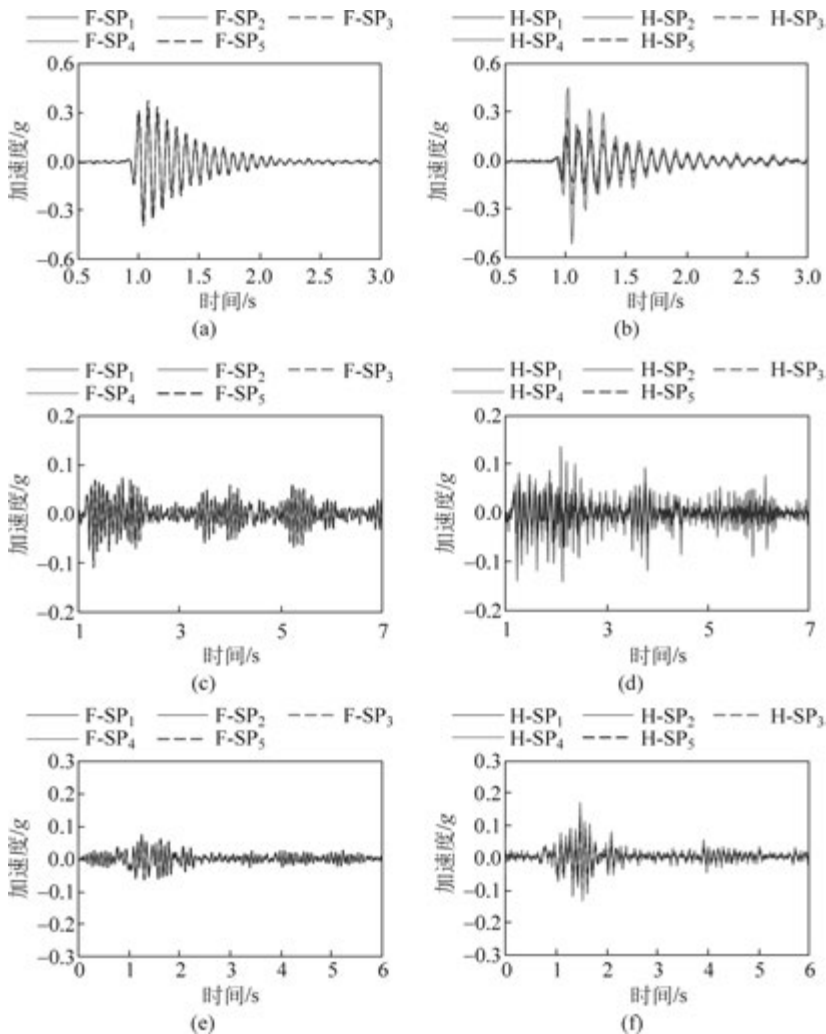 F-SP₁ F-SP₂ F-SP₃
F-SP₄ F-SP₅
0.6
0.3
0.0
–0.3
–0.6
加速度/g
0.5 1.0 1.5 2.0 2.5 3.0
时间/s
(a)
H-SP₁ H-SP₂ H-SP₃
H-SP₄ H-SP₅
0.6
0.3
0.0
–0.3
–0.6
加速度/g
0.5 1.0 1.5 2.0 2.5 3.0
时间/s
(b)
F-SP₁ F-SP₂ F-SP₃
F-SP₄ F-SP₅
0.2
0.1
0.0
–0.1
–0.2
加速度/g
1 3 5 7
时间/s
(c)
H-SP₁ H-SP₂ H-SP₃
H-SP₄ H-SP₅
0.2
0.1
0.0
–0.1
–0.2
加速度/g
1 3 5 7
时间/s
(d)
F-SP₁ F-SP₂ F-SP₃
F-SP₄ F-SP₅
0.3
0.2
0.1
0.0
–0.1
–0.2
–0.3
加速度/g
0 1 2 3 4 5 6
时间/s
(e)
H-SP₁ H-SP₂ H-SP₃
H-SP₄ H-SP₅
0.3
0.2
0.1
0.0
–0.1
–0.2
–0.3
加速度/g
0 1 2 3 4 5 6
时间/s
(f)